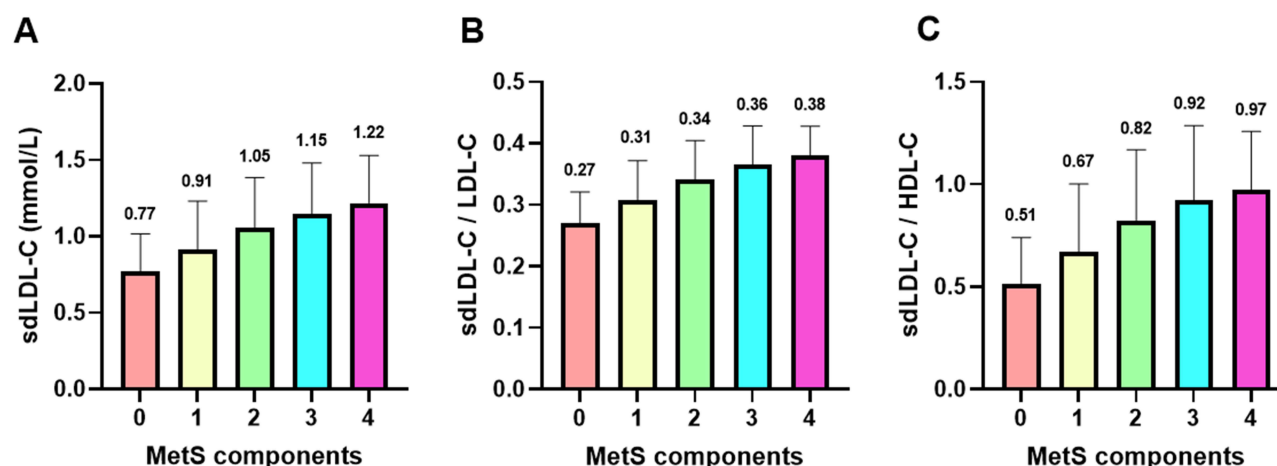 A
sdLDL-C (mmol/L)
2.0
1.5
1.0
0.5
0.0
0.77
0.91
1.05
1.15
1.22
0 1 2 3 4
MetS components
B
sdLDL-C / LDL-C
0.5
0.4
0.3
0.2
0.1
0.0
0.27
0.31
0.34
0.36
0.38
0 1 2 3 4
MetS components
C
sdLDL-C / HDL-C
1.5
1.0
0.5
0.0
0.51
0.67
0.82
0.92
0.97
0 1 2 3 4
MetS components